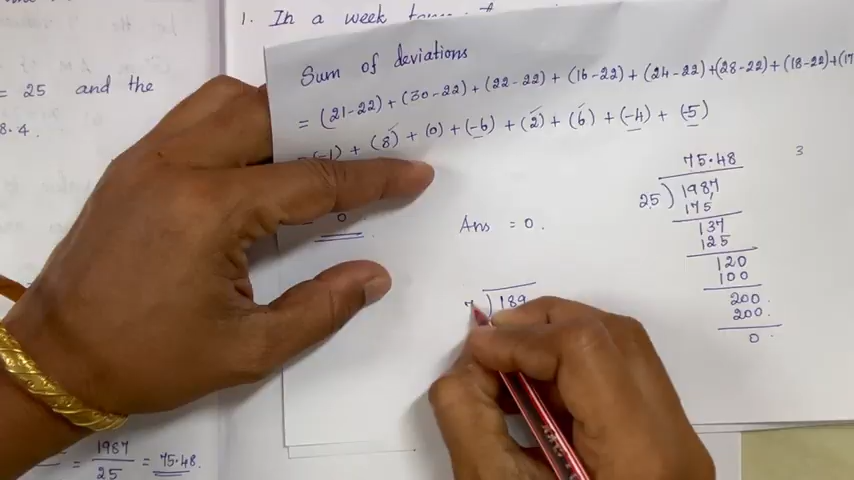 1. In a week
Sum of deviations
= 25 and the
= (21-22) + (30-22) + (22-22) + (16-22) + (24-22) + (28-22) + (18-22) + (17
8.4.
= (-1) + (8) + (0) + (-6) + (2) + (6) + (-4) + (5)
0
Ans = 0.
75.48
25 ) 1987
175
137
125
120
100
200
200
0
3
7 ) 189
1987
25
= 75.48.